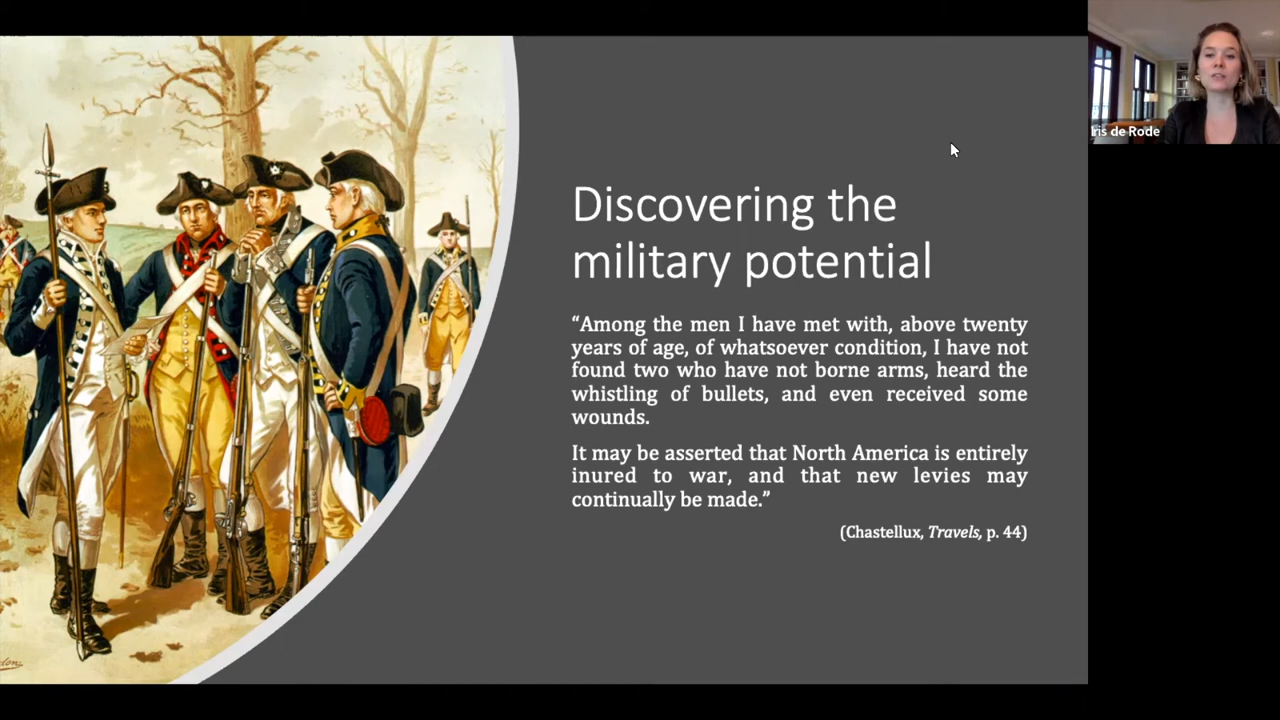 Discovering the
military potential
“Among the men I have met with, above twenty
years of age, of whatsoever condition, I have not
found two who have not borne arms, heard the
whistling of bullets, and even received some
wounds.
It may be asserted that North America is entirely
inured to war, and that new levies may
continually be made.”
(Chastellux, Travels, p. 44)
Iris de Rode